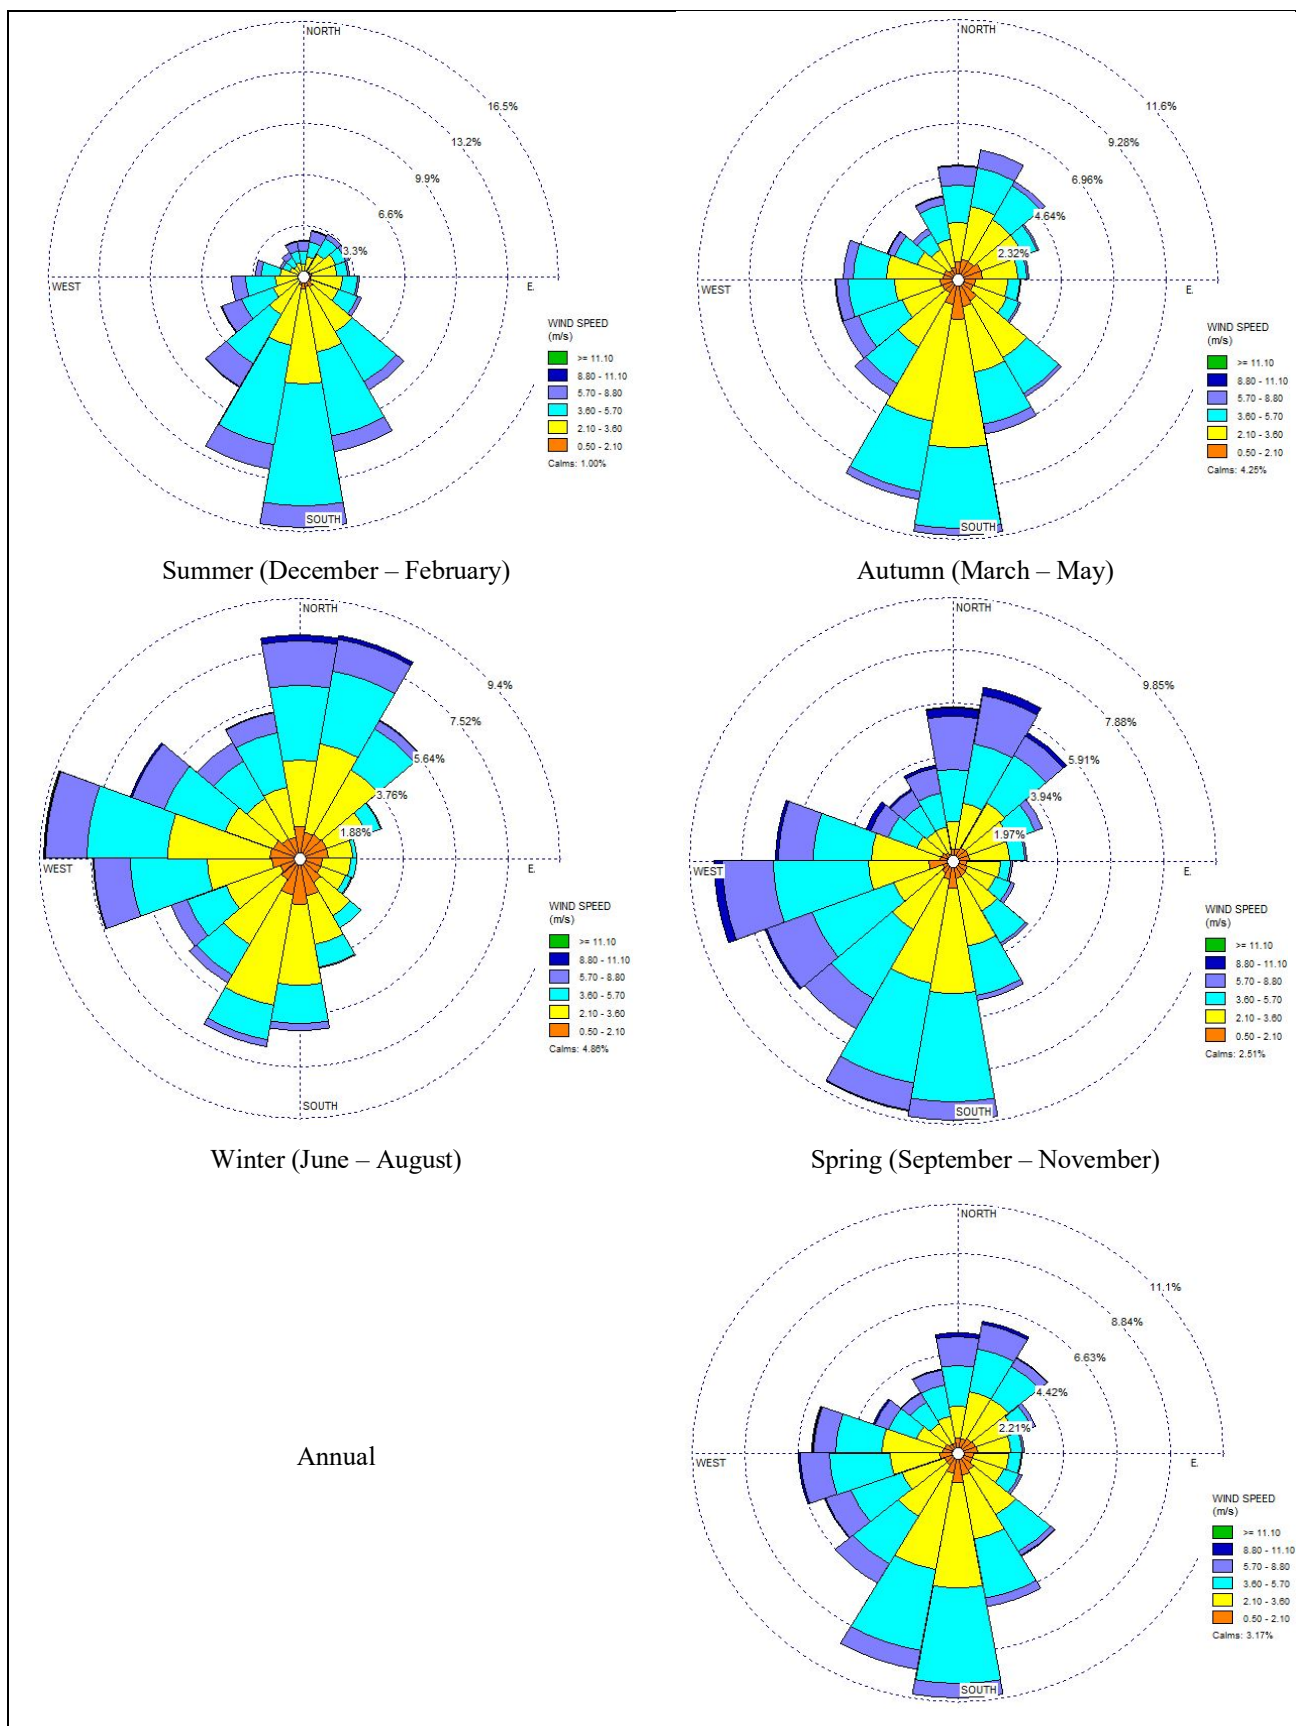 NORTH
16.5%
13.2%
9.9%
6.6%
3.3%
WEST
E.
SOUTH
WIND SPEED
(m/s)
>= 11.10
8.80 - 11.10
5.70 - 8.80
3.60 - 5.70
2.10 - 3.60
0.50 - 2.10
Calms: 1.00%
Summer (December – February)
NORTH
11.6%
9.28%
6.96%
4.64%
2.32%
WEST
E.
SOUTH
WIND SPEED
(m/s)
>= 11.10
8.80 - 11.10
5.70 - 8.80
3.60 - 5.70
2.10 - 3.60
0.50 - 2.10
Calms: 4.25%
Autumn (March – May)
NORTH
9.4%
7.52%
5.64%
3.76%
1.88%
WEST
E.
SOUTH
WIND SPEED
(m/s)
>= 11.10
8.80 - 11.10
5.70 - 8.80
3.60 - 5.70
2.10 - 3.60
0.50 - 2.10
Calms: 4.86%
Winter (June – August)
NORTH
9.85%
7.88%
5.91%
3.94%
1.97%
WEST
E.
SOUTH
WIND SPEED
(m/s)
>= 11.10
8.80 - 11.10
5.70 - 8.80
3.60 - 5.70
2.10 - 3.60
0.50 - 2.10
Calms: 2.51%
Spring (September – November)
Annual
NORTH
11.1%
8.84%
6.63%
4.42%
2.21%
WEST
E.
SOUTH
WIND SPEED
(m/s)
>= 11.10
8.80 - 11.10
5.70 - 8.80
3.60 - 5.70
2.10 - 3.60
0.50 - 2.10
Calms: 3.17%